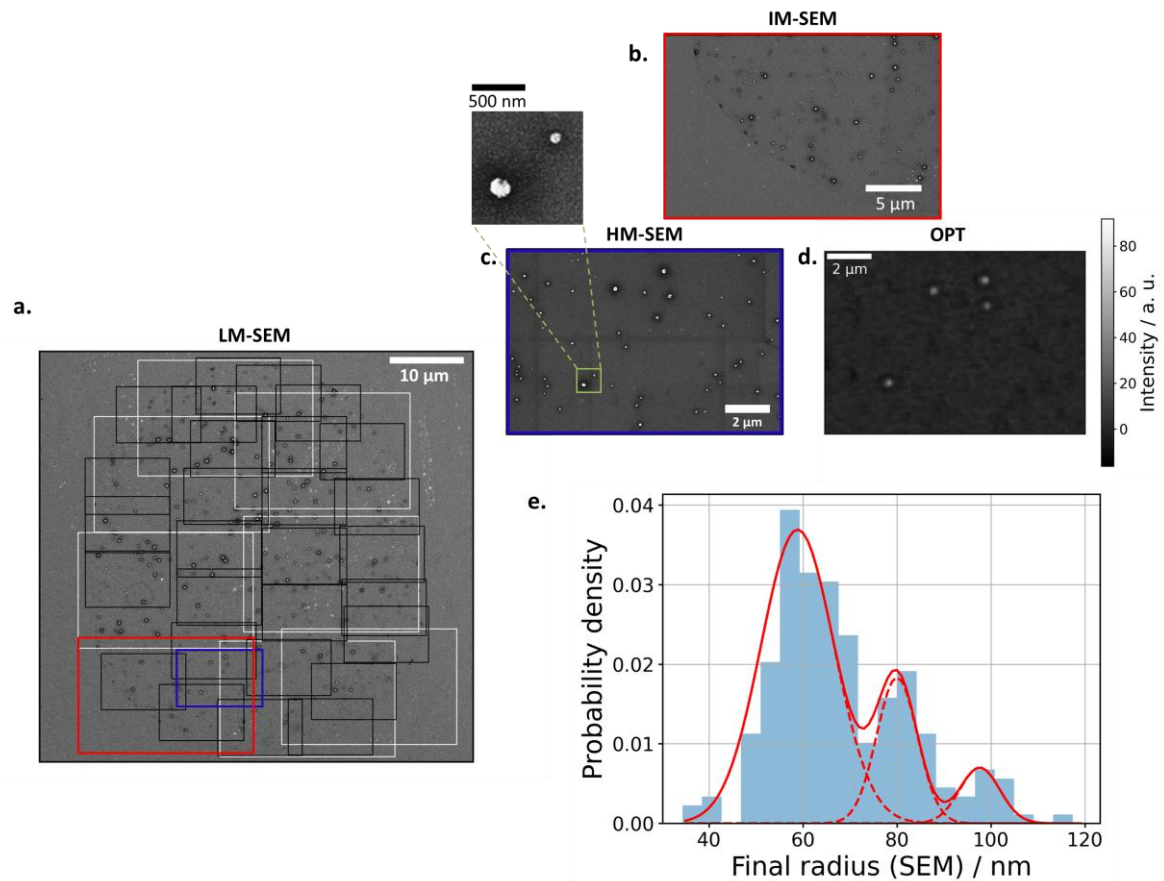 IM-SEM
b.
5 μm
500 nm
HM-SEM
c.
2 μm
OPT
d.
2 μm
80
60
40
20
0
Intensity / a. u.
a.
LM-SEM
10 μm
e.
0.04
0.03
0.02
0.01
0.00
Probability density
40 60 80 100 120
Final radius (SEM) / nm